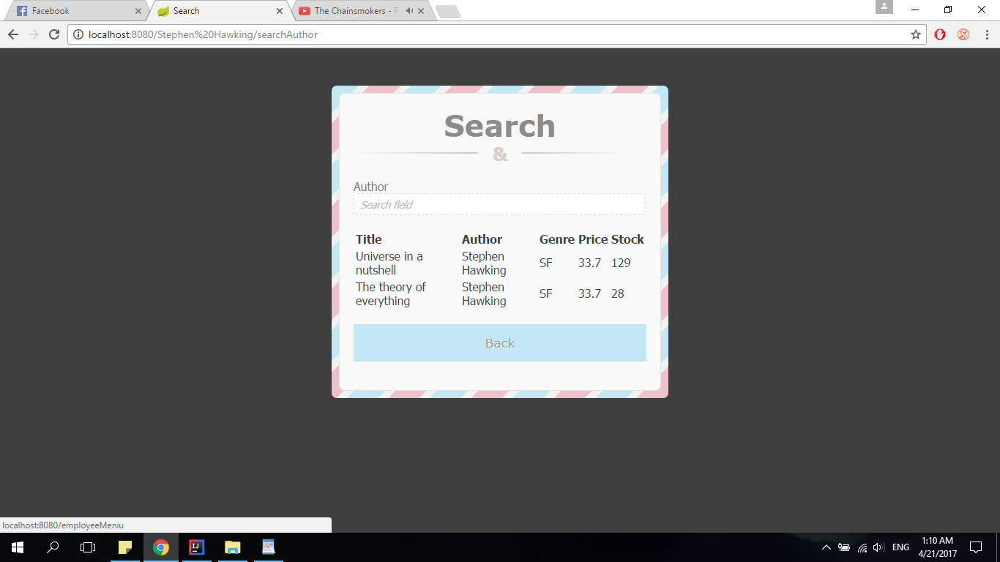 Facebook
Search
The Chainsmokers - P
localhost:8080/Stephen%20Hawking/searchAuthor
Search
&
Author
Search field
Title Author Genre Price Stock
Universe in a nutshell Stephen Hawking SF 33.7 129
The theory of everything Stephen Hawking SF 33.7 28
Back
localhost:8080/employeeMeniu
IJ
ENG
1:10 AM
4/21/2017